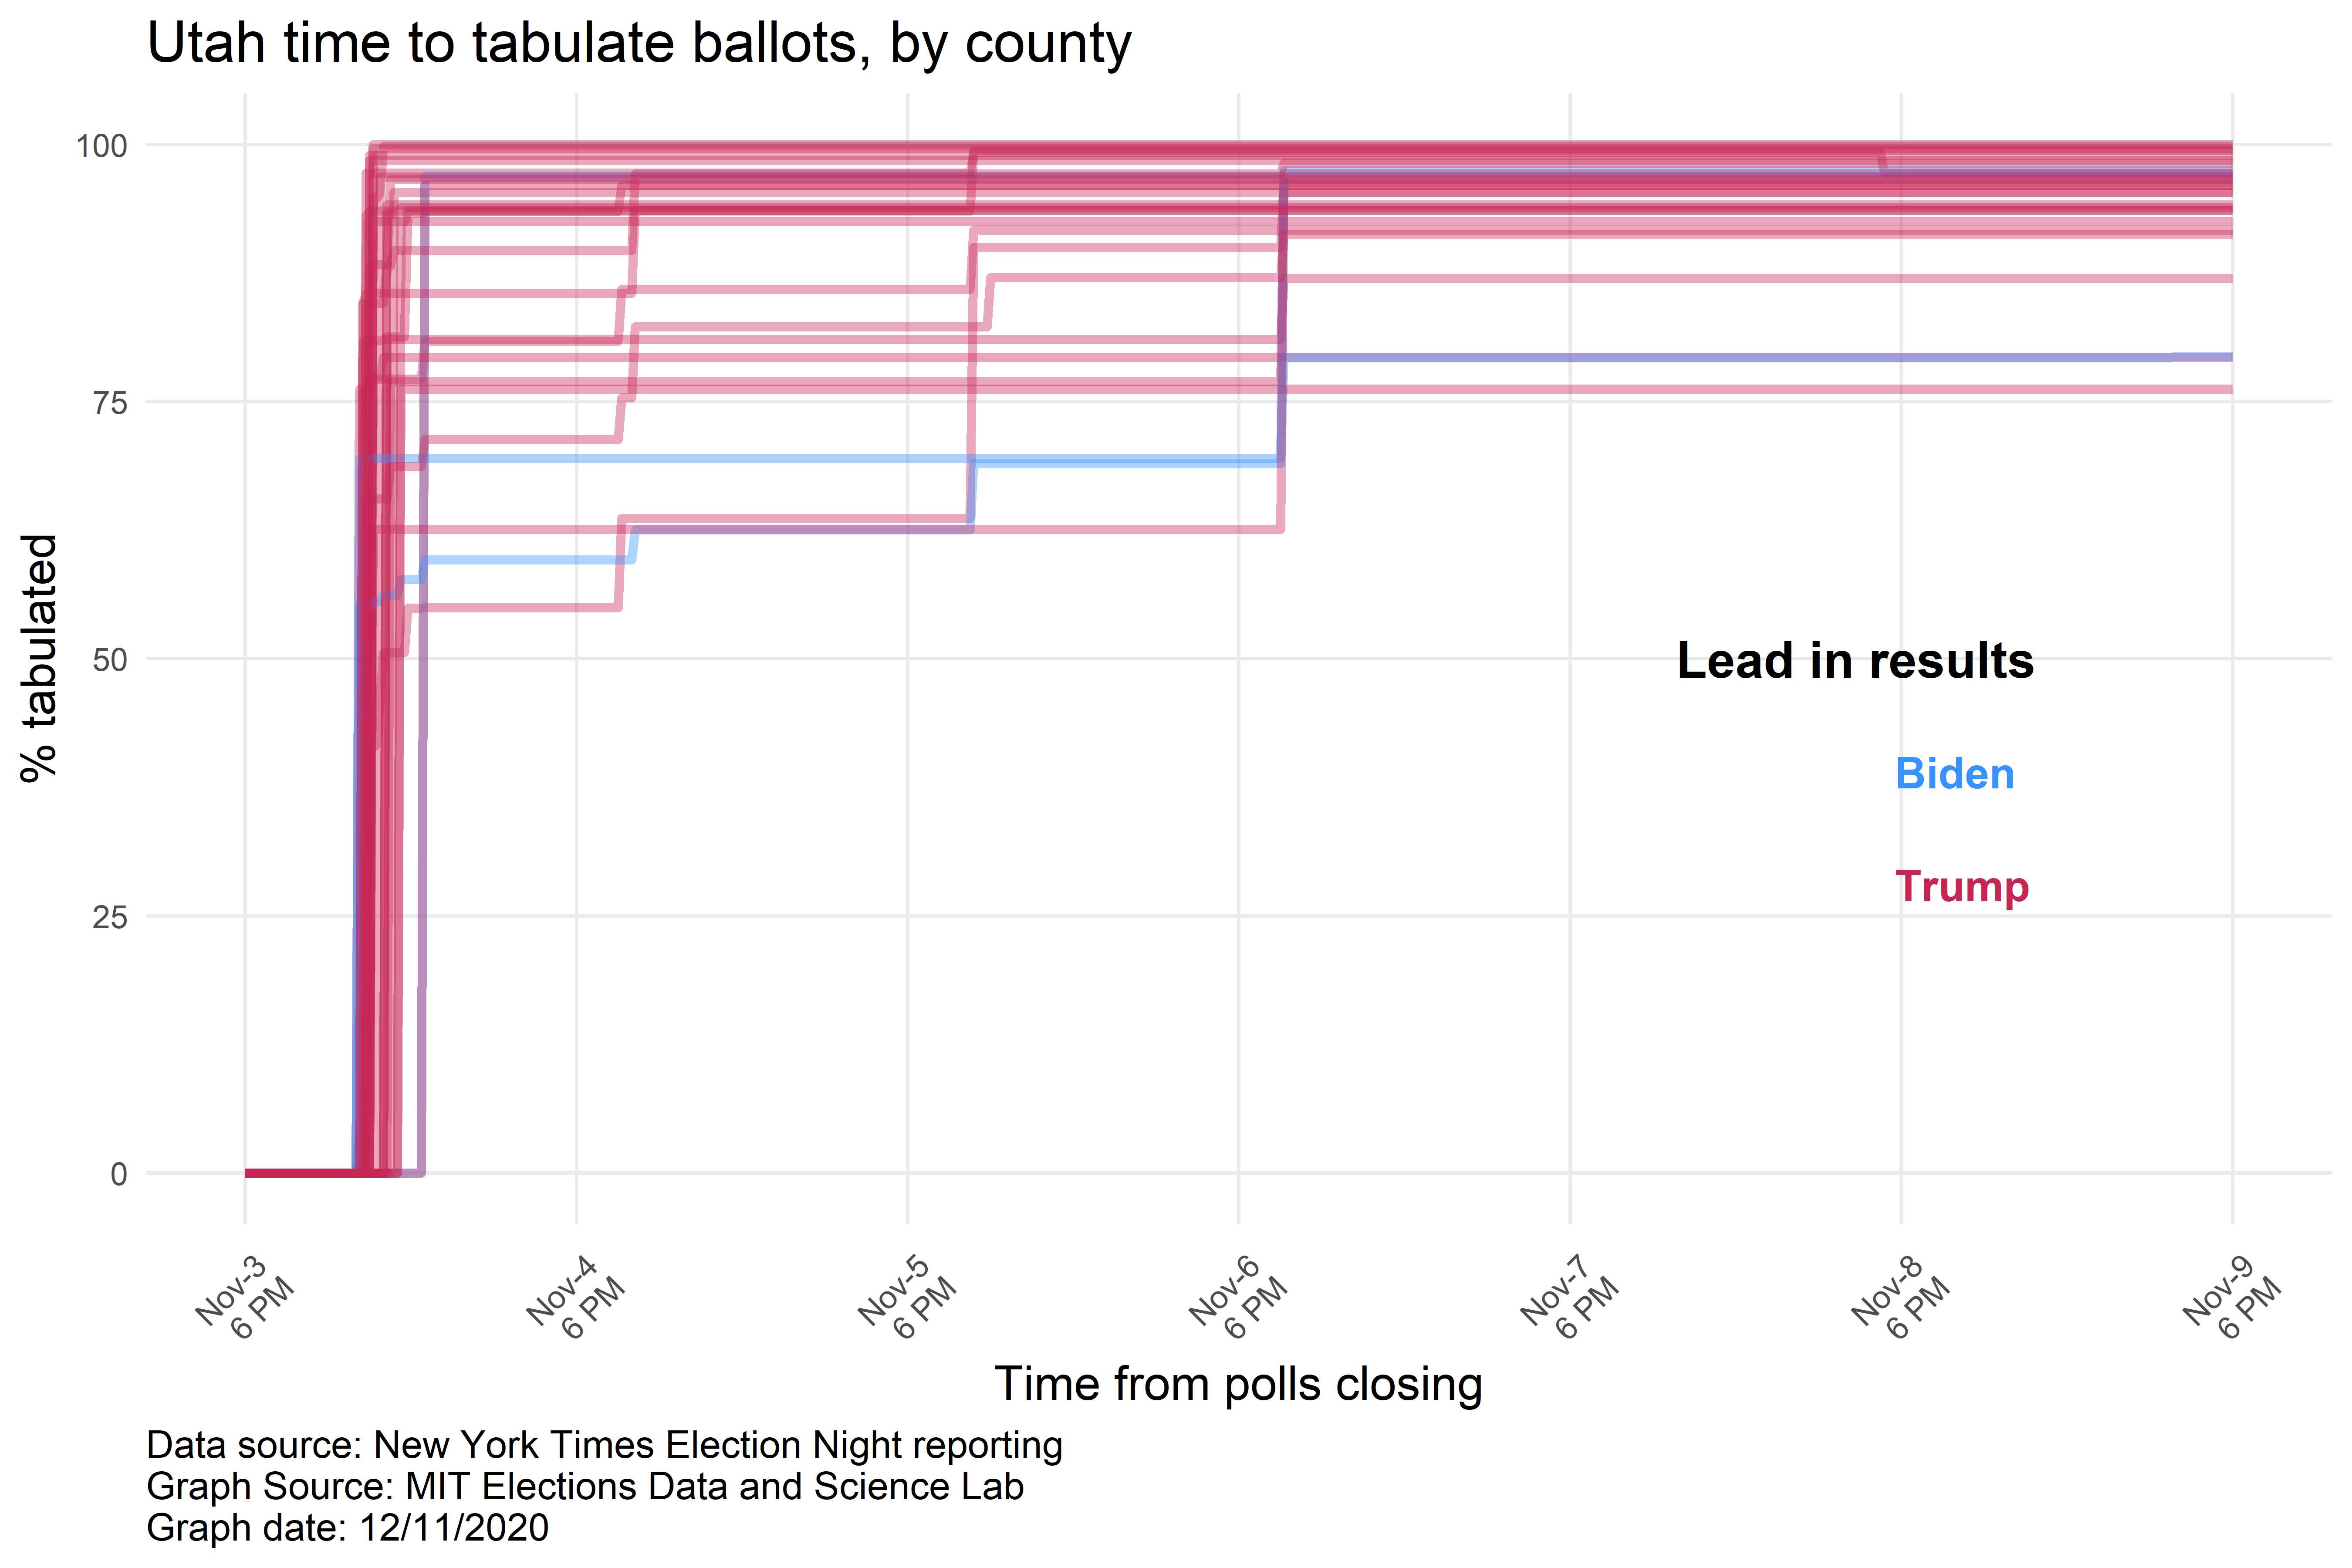 Utah time to tabulate ballots, by county
% tabulated
100
75
50
25
0
Lead in results
Biden
Trump
Nov-3
6 PM
Nov-4
6 PM
Nov-5
6 PM
Nov-6
6 PM
Nov-7
6 PM
Nov-8
6 PM
Nov-9
6 PM
Time from polls closing
Data source: New York Times Election Night reporting
Graph Source: MIT Elections Data and Science Lab
Graph date: 12/11/2020